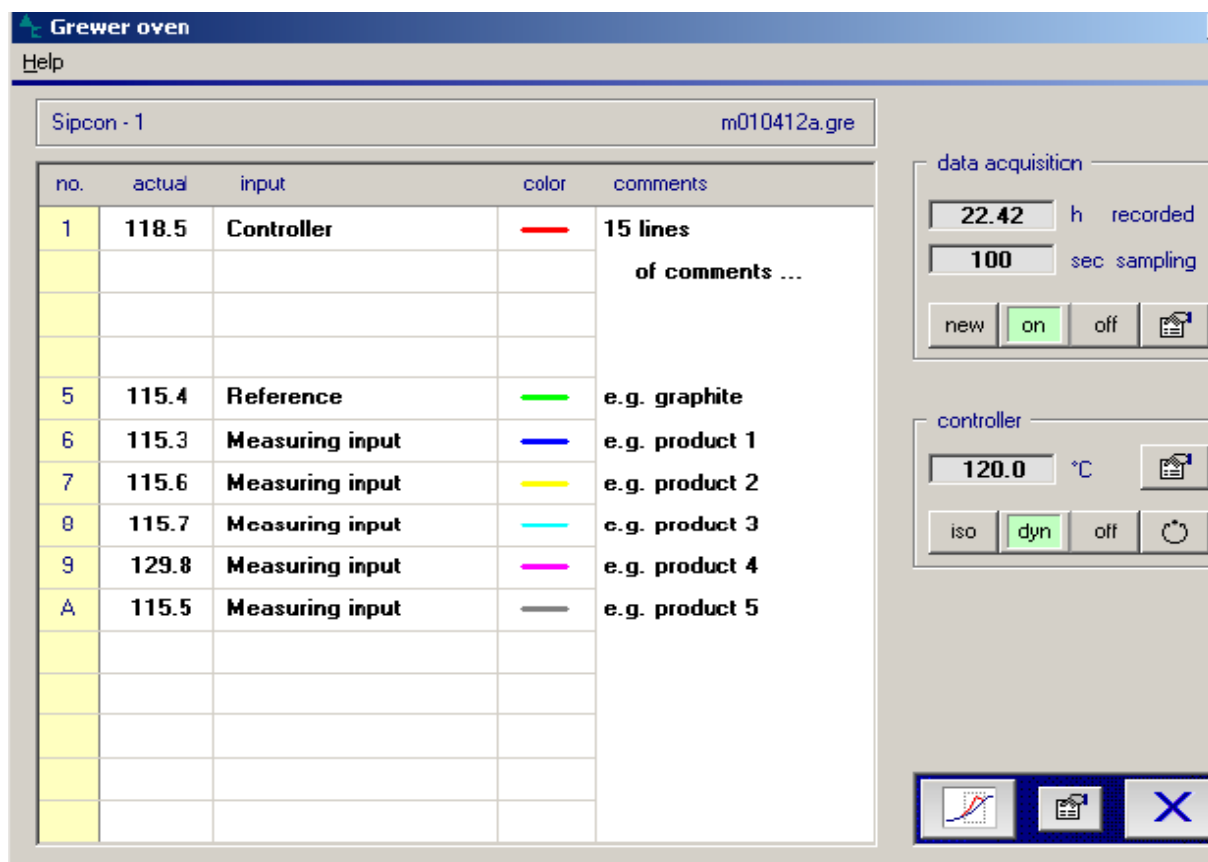 Grewer oven
Help
Sipcon - 1 m010412a.gre
no. actual input color comments
1 118.5 Controller 15 lines
of comments ...
5 115.4 Reference e.g. graphite
6 115.3 Measuring input e.g. product 1
7 115.6 Measuring input e.g. product 2
8 115.7 Measuring input e.g. product 3
9 129.8 Measuring input e.g. product 4
A 115.5 Measuring input e.g. product 5
data acquisition
22.42 h recorded
100 sec sampling
new on off
controller
120.0 °C
iso dyn off